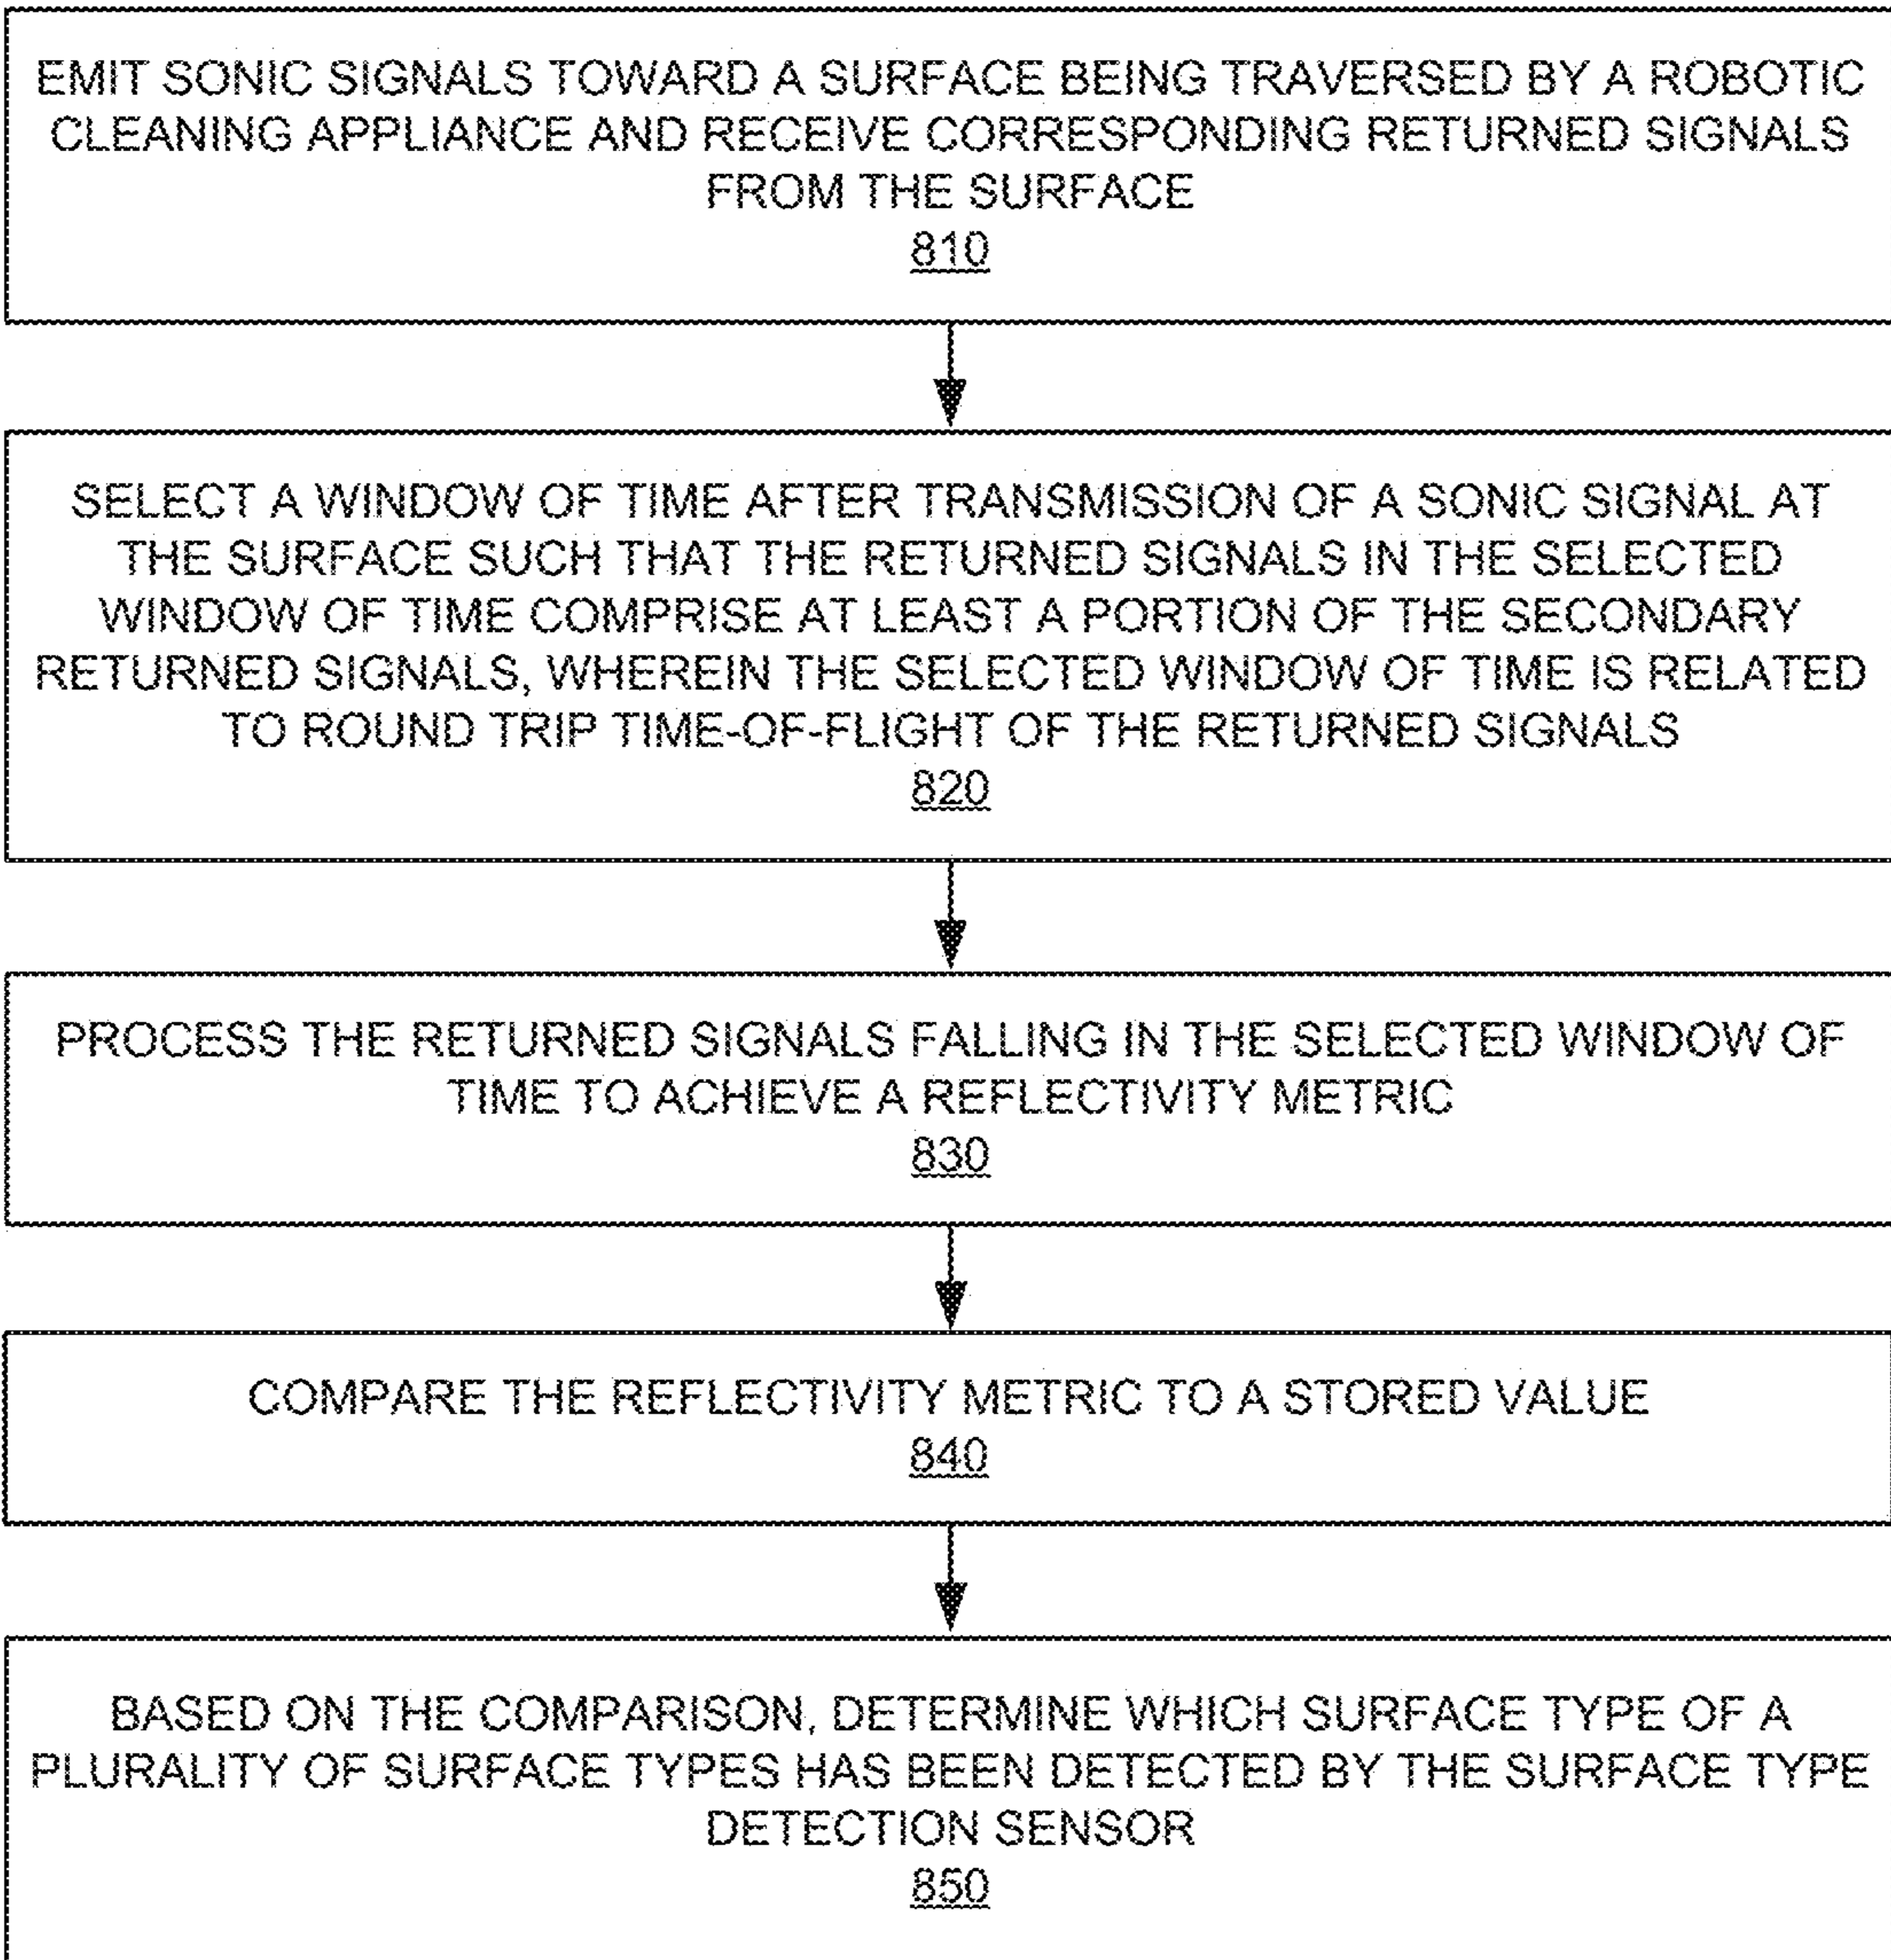 EMIT SONIC SIGNALS TOWARD A SURFACE BEING TRAVERSED BY A ROBOTIC
CLEANING APPLIANCE AND RECEIVE CORRESPONDING RETURNED SIGNALS
FROM THE SURFACE
810
SELECT A WINDOW OF TIME AFTER TRANSMISSION OF A SONIC SIGNAL AT
THE SURFACE SUCH THAT THE RETURNED SIGNALS IN THE SELECTED
WINDOW OF TIME COMPRISE AT LEAST A PORTION OF THE SECONDARY
RETURNED SIGNALS, WHEREIN THE SELECTED WINDOW OF TIME IS RELATED
TO ROUND TRIP TIME-OF-FLIGHT OF THE RETURNED SIGNALS
820
PROCESS THE RETURNED SIGNALS FALLING IN THE SELECTED WINDOW OF
TIME TO ACHIEVE A REFLECTIVITY METRIC
830
COMPARE THE REFLECTIVITY METRIC TO A STORED VALUE
840
BASED ON THE COMPARISON, DETERMINE WHICH SURFACE TYPE OF A
PLURALITY OF SURFACE TYPES HAS BEEN DETECTED BY THE SURFACE TYPE
DETECTION SENSOR
850